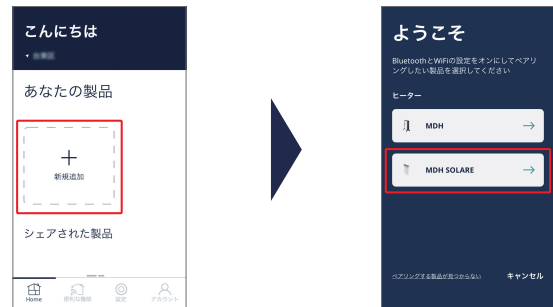 こんにちは
あなたの製品
新規追加
シェアされた製品
Home
便利な機能
設定
アカウント
ようこそ
BluetoothとWiFiの設定をオンにしてペアリ
ングしたい製品を選択してください
ヒーター
MDH
MDH SOLARE
ペアリングする製品が見つからない
キャンセル